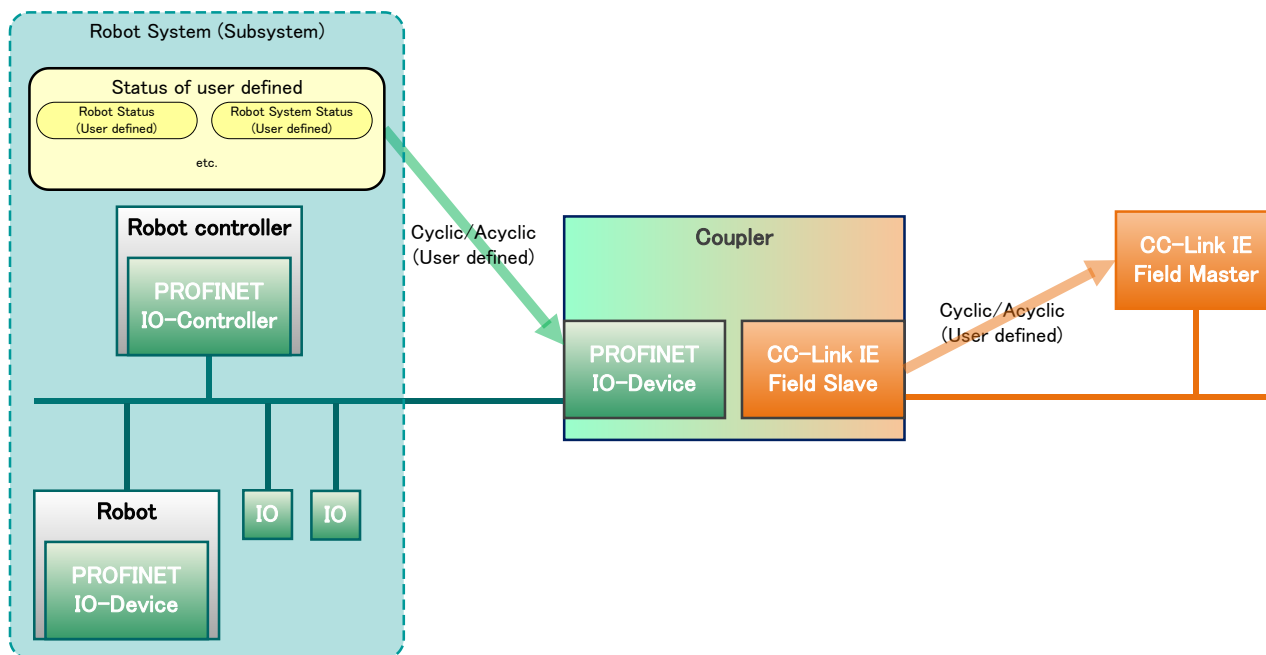 Robot System (Subsystem)
Status of user defined
Robot Status
(User defined)
Robot System Status
(User defined)
etc.
Robot controller
PROFINET
IO-Controller
Cyclic/Acyclic
(User defined)
Coupler
PROFINET
IO-Device
CC-Link IE
Field Slave
Cyclic/Acyclic
(User defined)
CC-Link IE
Field Master
Robot
PROFINET
IO-Device
IO
IO